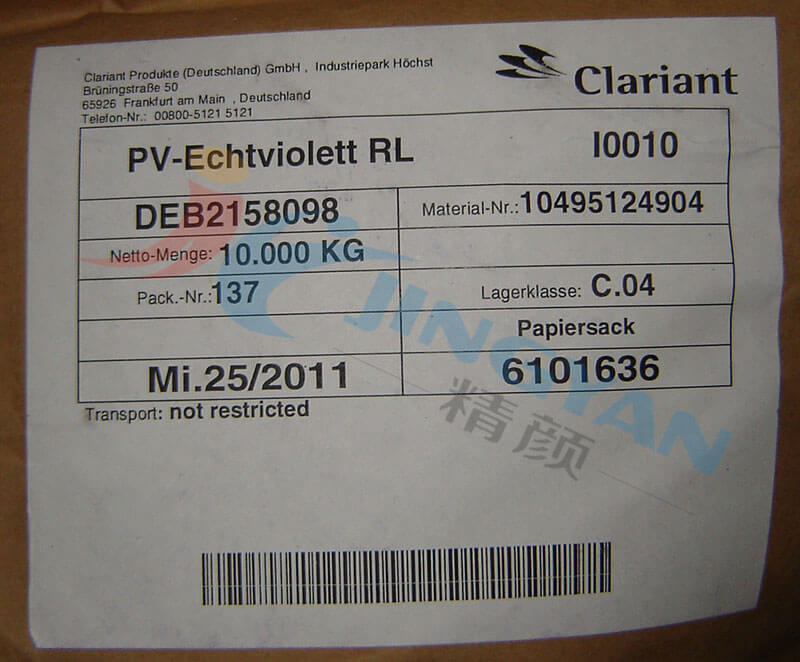 Clariant Produkte (Deutschland) GmbH , Industriepark Höchst
Brüningstraße 50
65926 Frankfurt am Main , Deutschland
Telefon-Nr.: 00800-5121 5121
Clariant
PV-Echtviolett RL I0010
DEB2158098 Material-Nr.:10495124904
Netto-Menge: 10.000 KG
Pack.-Nr.:137 Lagerklasse: C.04
Papiersack
Mi.25/2011 6101636
Transport: not restricted
JINGYAN
精颜